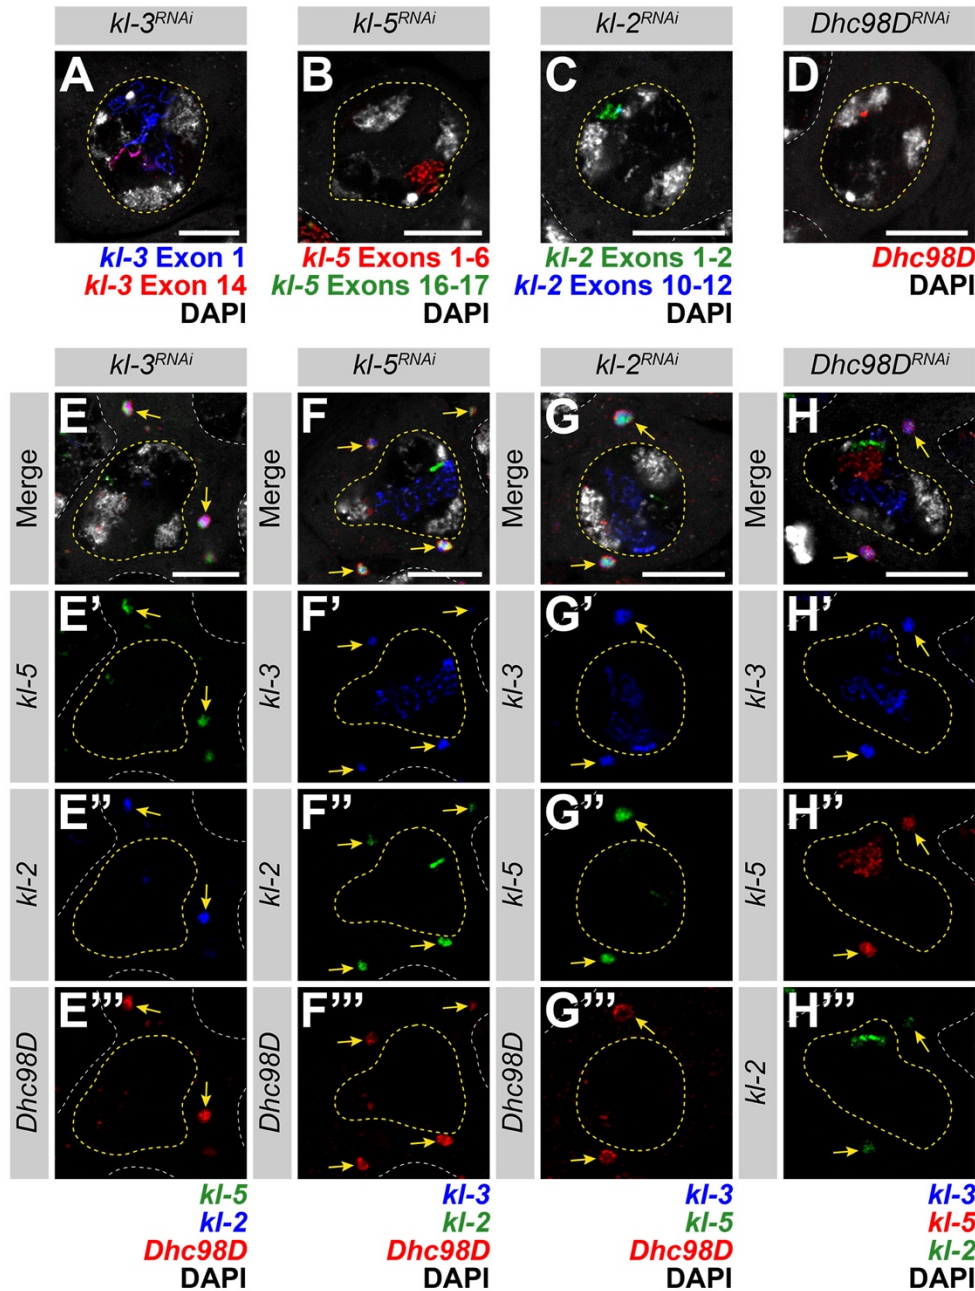 kl-3RNAi kl-5RNAi kl-2RNAi Dhc98DRNAi
A B C D
kl-3 Exon 1 kl-5 Exons 1-6 kl-2 Exons 1-2 Dhc98D
kl-3 Exon 14 kl-5 Exons 16-17 kl-2 Exons 10-12 DAPI
DAPI DAPI DAPI
kl-3RNAi kl-5RNAi kl-2RNAi Dhc98DRNAi
Merge E Merge F Merge G Merge H
kl-5 E' kl-3 F' kl-3 G' kl-3 H'
kl-2 E'' kl-2 F'' kl-5 G'' kl-5 H''
Dhc98D E''' Dhc98D F''' Dhc98D G''' kl-2 H'''
kl-5 kl-3 kl-3 kl-3
kl-2 kl-2 kl-5 kl-5
Dhc98D Dhc98D Dhc98D kl-2
DAPI DAPI DAPI DAPI